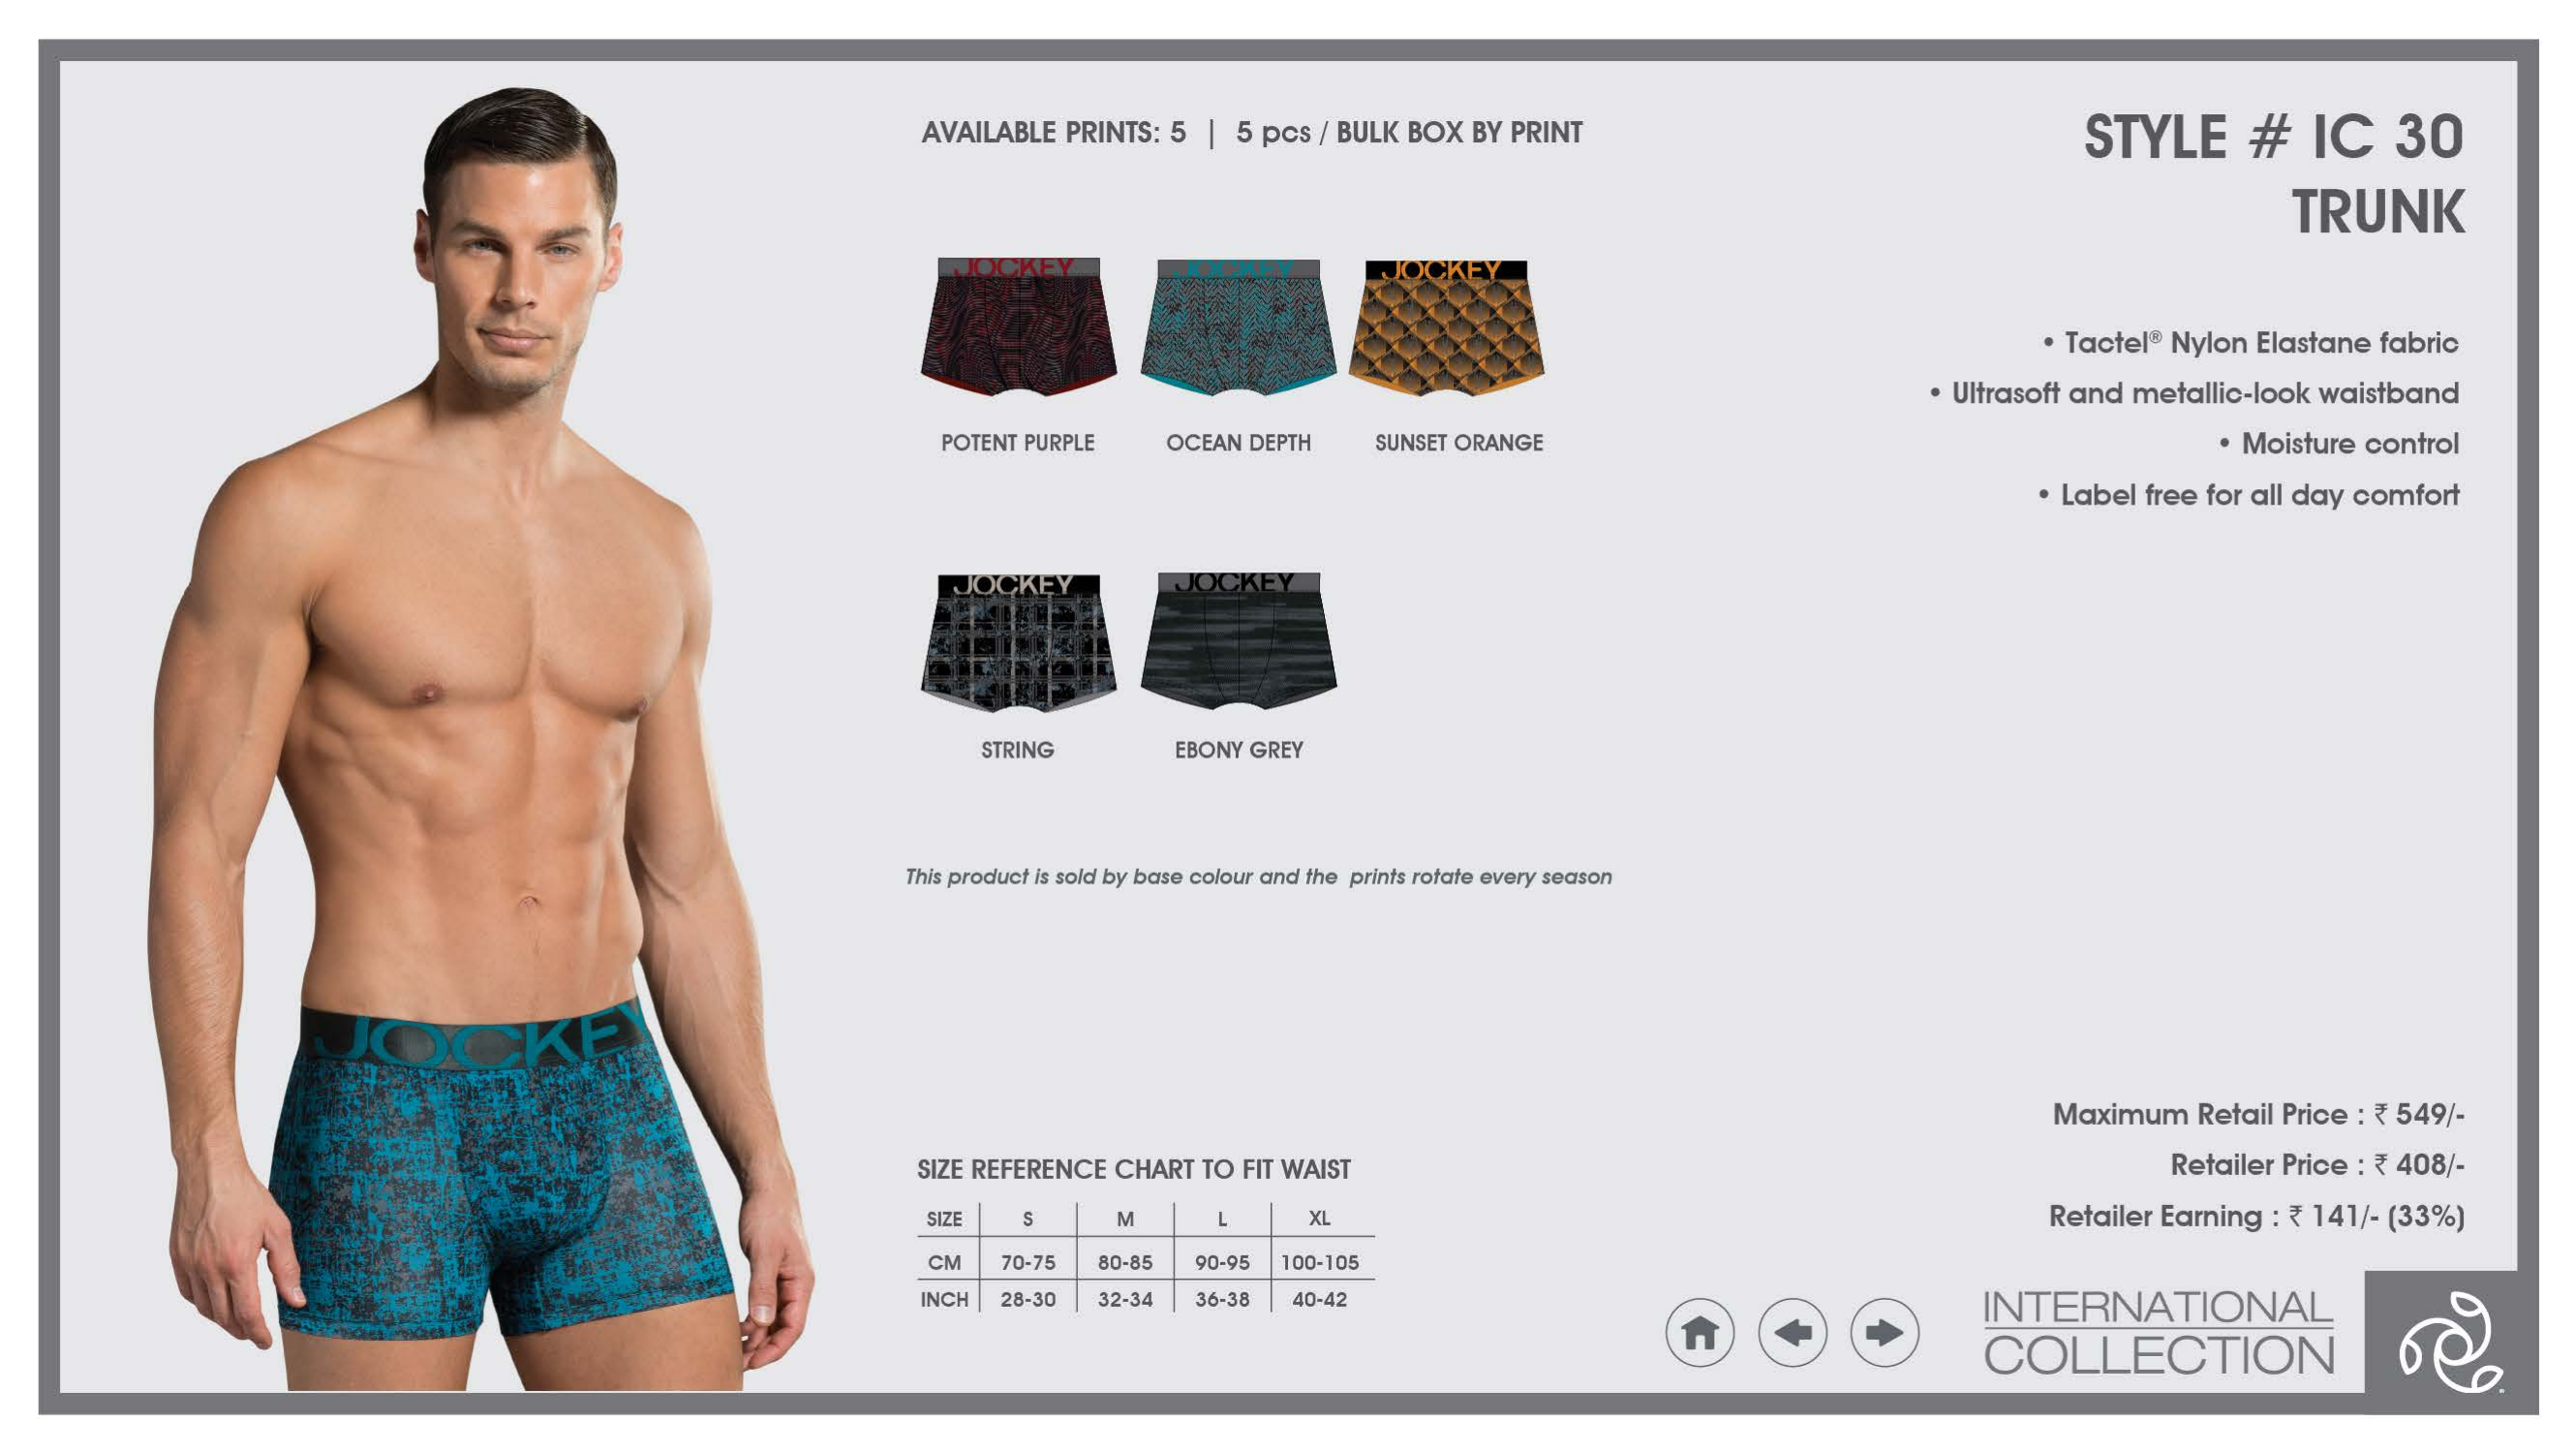 AVAILABLE PRINTS: 5 | 5 pcs / BULK BOX BY PRINT
STYLE # IC 30
TRUNK
• Tactel® Nylon Elastane fabric
• Ultrasoft and metallic-look waistband
• Moisture control
• Label free for all day comfort
JOCKEY JOCKEY JOCKEY
POTENT PURPLE OCEAN DEPTH SUNSET ORANGE
JOCKEY JOCKEY
STRING EBONY GREY
This product is sold by base colour and the prints rotate every season
JOCKEY
SIZE REFERENCE CHART TO FIT WAIST
SIZE S M L XL
CM 70-75 80-85 90-95 100-105
INCH 28-30 32-34 36-38 40-42
Maximum Retail Price : ₹ 549/-
Retailer Price : ₹ 408/-
Retailer Earning : ₹ 141/- (33%)
INTERNATIONAL
COLLECTION